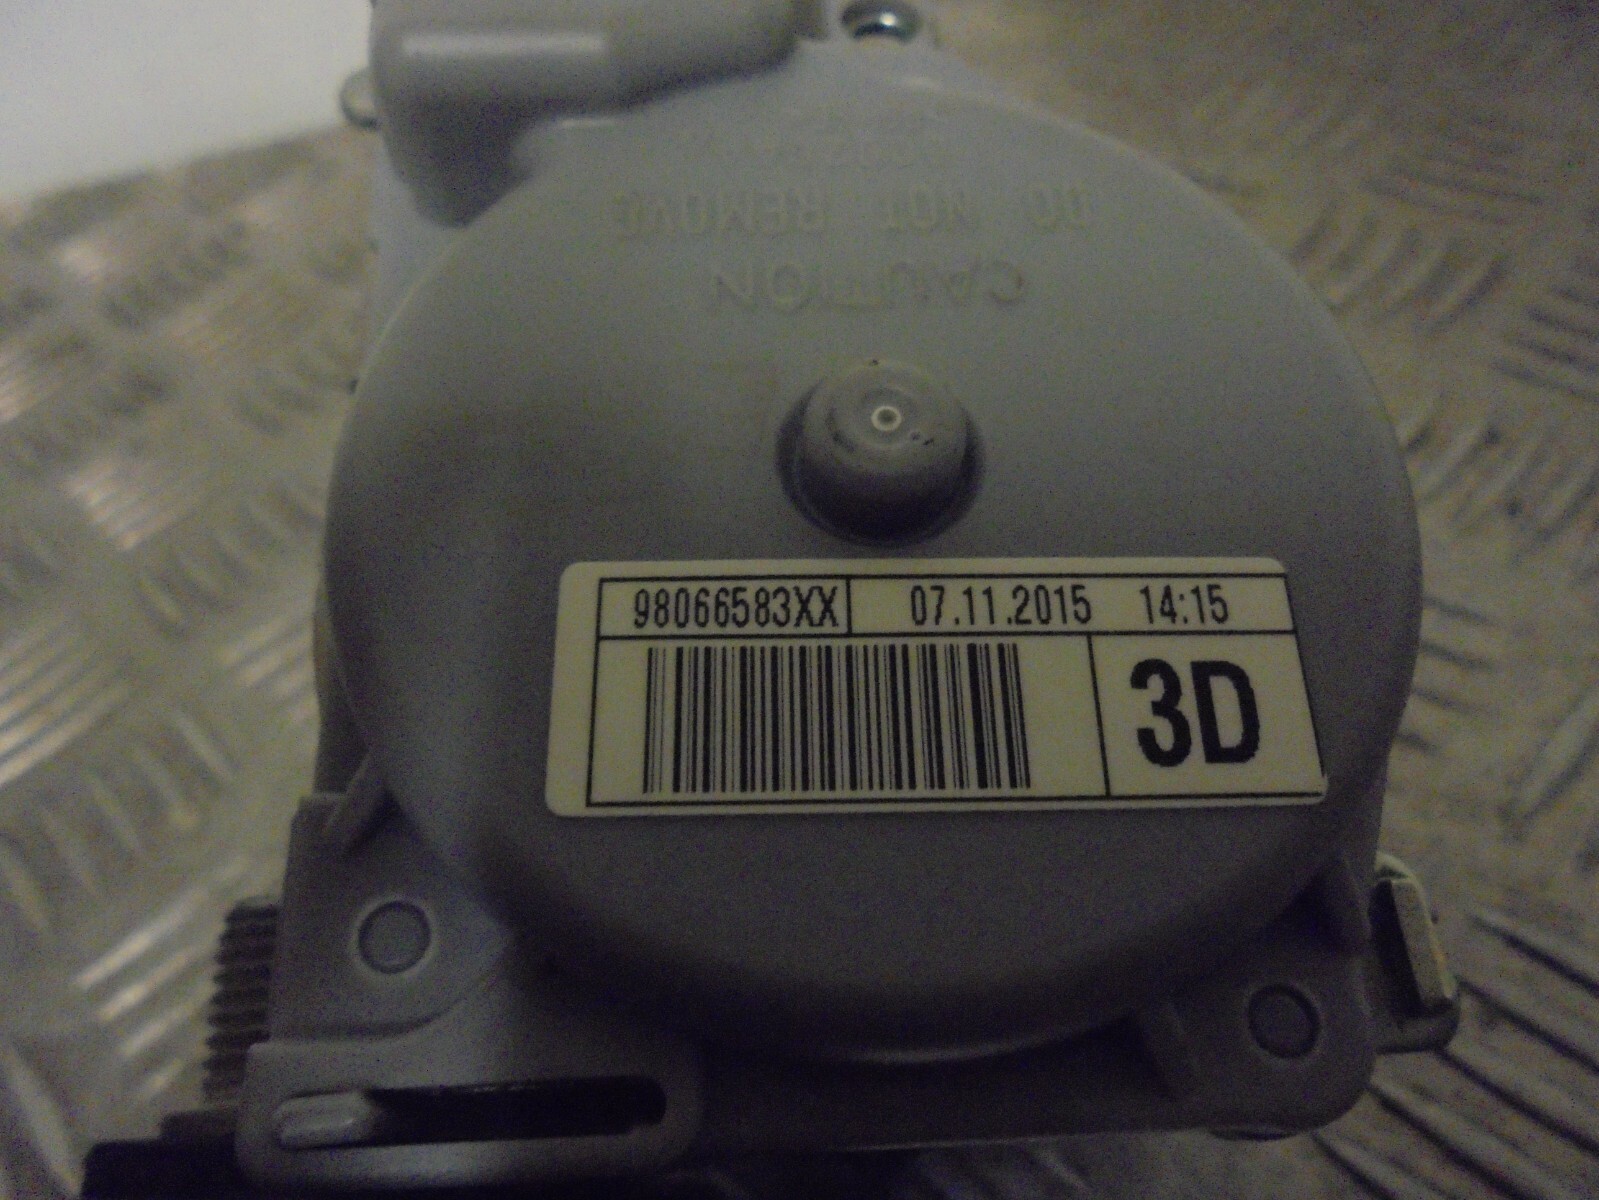 CAUTION
DO NOT REMOVE
98066583XX 07.11.2015 14:15
3D